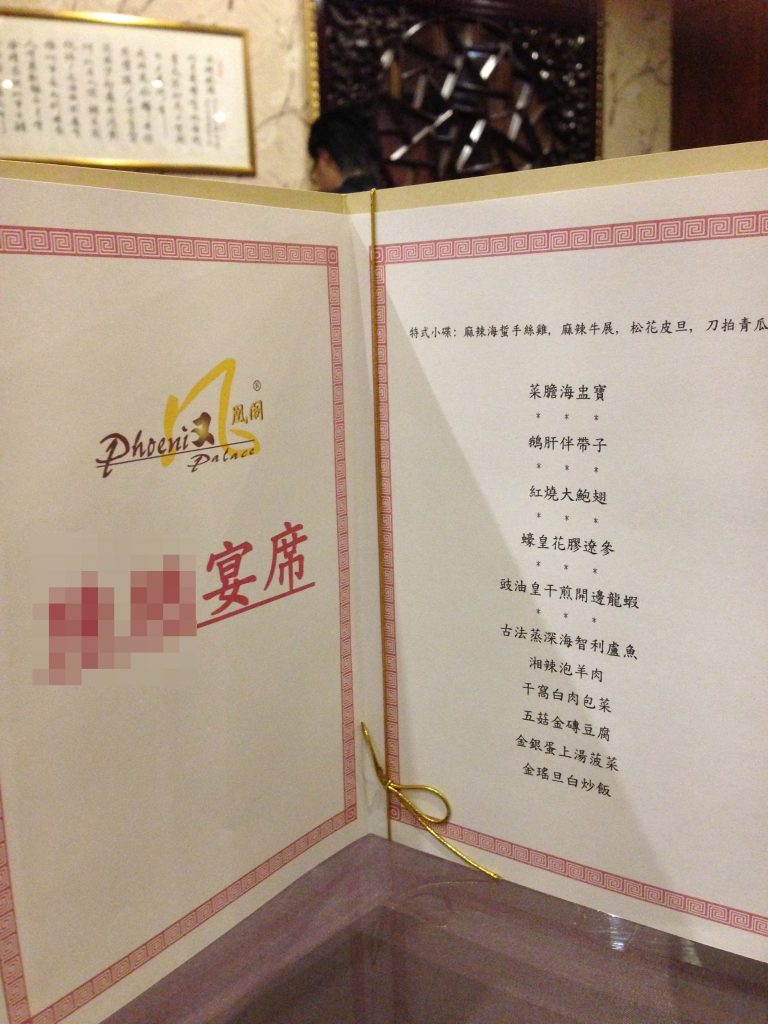 鳳
凰閣
®
Phoenix
Palace
宴席
特式小碟：麻辣海蜇手絲雞，麻辣牛展，松花皮旦，刀拍青瓜
菜膽海盅寶
* * *
鵝肝伴帶子
* * *
紅燒大鮑翅
* * *
蠔皇花膠遼參
* * *
豉油皇干煎開邊龍蝦
* * *
古法蒸深海智利盧魚
湘辣泡羊肉
干窩白肉包菜
五菇金磚豆腐
金銀蛋上湯菠菜
金瑤旦白炒飯